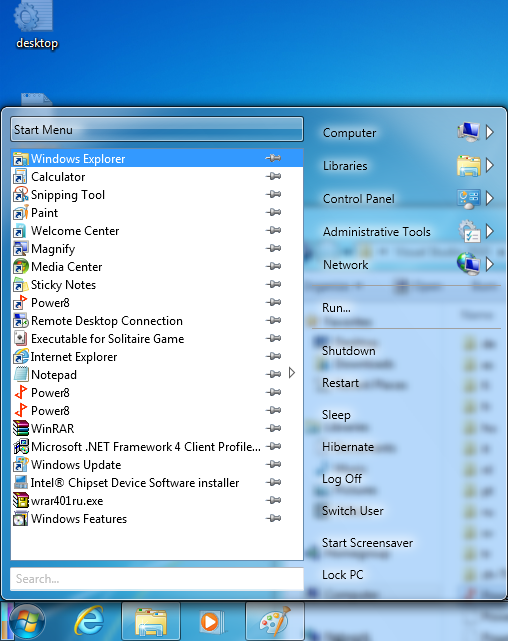 desktop
Start Menu
Windows Explorer
Calculator
Snipping Tool
Paint
Welcome Center
Magnify
Media Center
Sticky Notes
Power8
Remote Desktop Connection
Executable for Solitaire Game
Internet Explorer
Notepad
Power8
Power8
WinRAR
Microsoft .NET Framework 4 Client Profile...
Windows Update
Intel® Chipset Device Software installer
wrar401ru.exe
Windows Features
Search...
Computer
Libraries
Control Panel
Administrative Tools
Network
Run...
Shutdown
Restart
Sleep
Hibernate
Log Off
Switch User
Start Screensaver
Lock PC